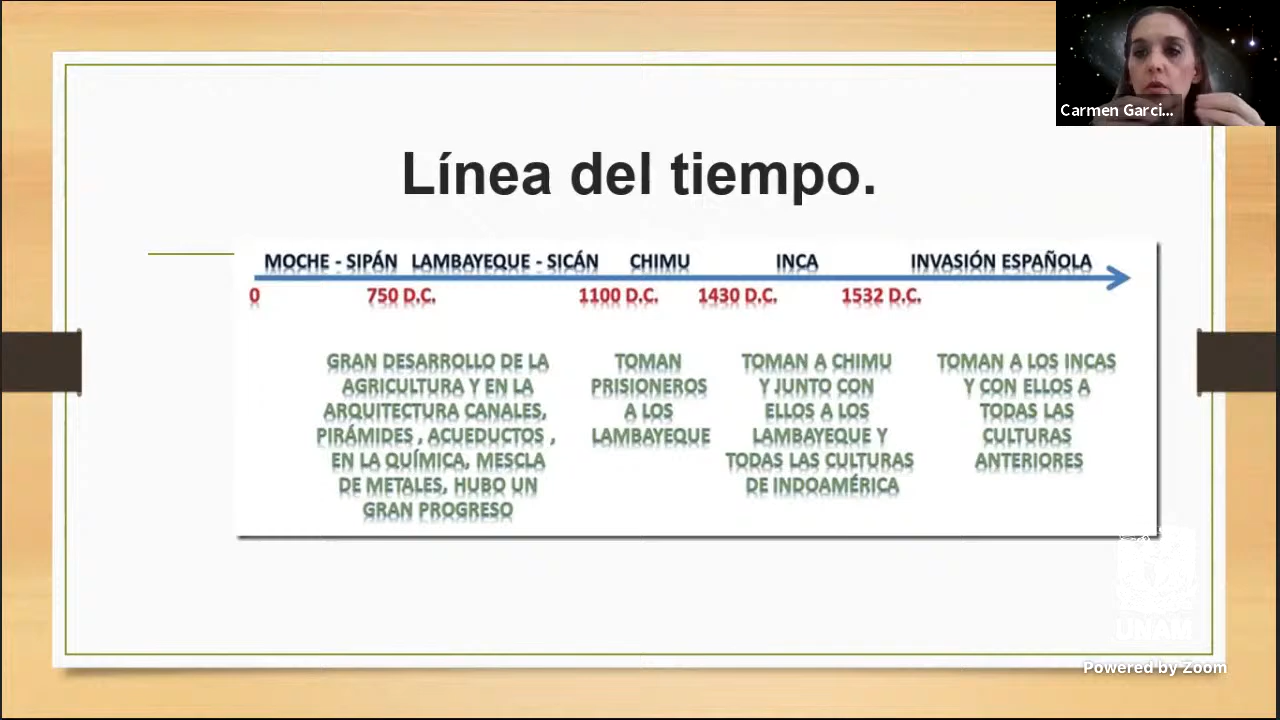 Carmen Garci...
Línea del tiempo.
MOCHE - SIPÁN LAMBAYEQUE - SICÁN CHIMU INCA INVASIÓN ESPAÑOLA
0 750 D.C. 1100 D.C. 1430 D.C. 1532 D.C.
GRAN DESARROLLO DE LA
AGRICULTURA Y EN LA
ARQUITECTURA CANALES,
PIRÁMIDES , ACUEDUCTOS ,
EN LA QUÍMICA, MESCLA
DE METALES, HUBO UN
GRAN PROGRESO
TOMAN
PRISIONEROS
A LOS
LAMBAYEQUE
TOMAN A CHIMU
Y JUNTO CON
ELLOS A LOS
LAMBAYEQUE Y
TODAS LAS CULTURAS
DE INDOAMÉRICA
TOMAN A LOS INCAS
Y CON ELLOS A
TODAS LAS
CULTURAS
ANTERIORES
UNAM
Powered by Zoom